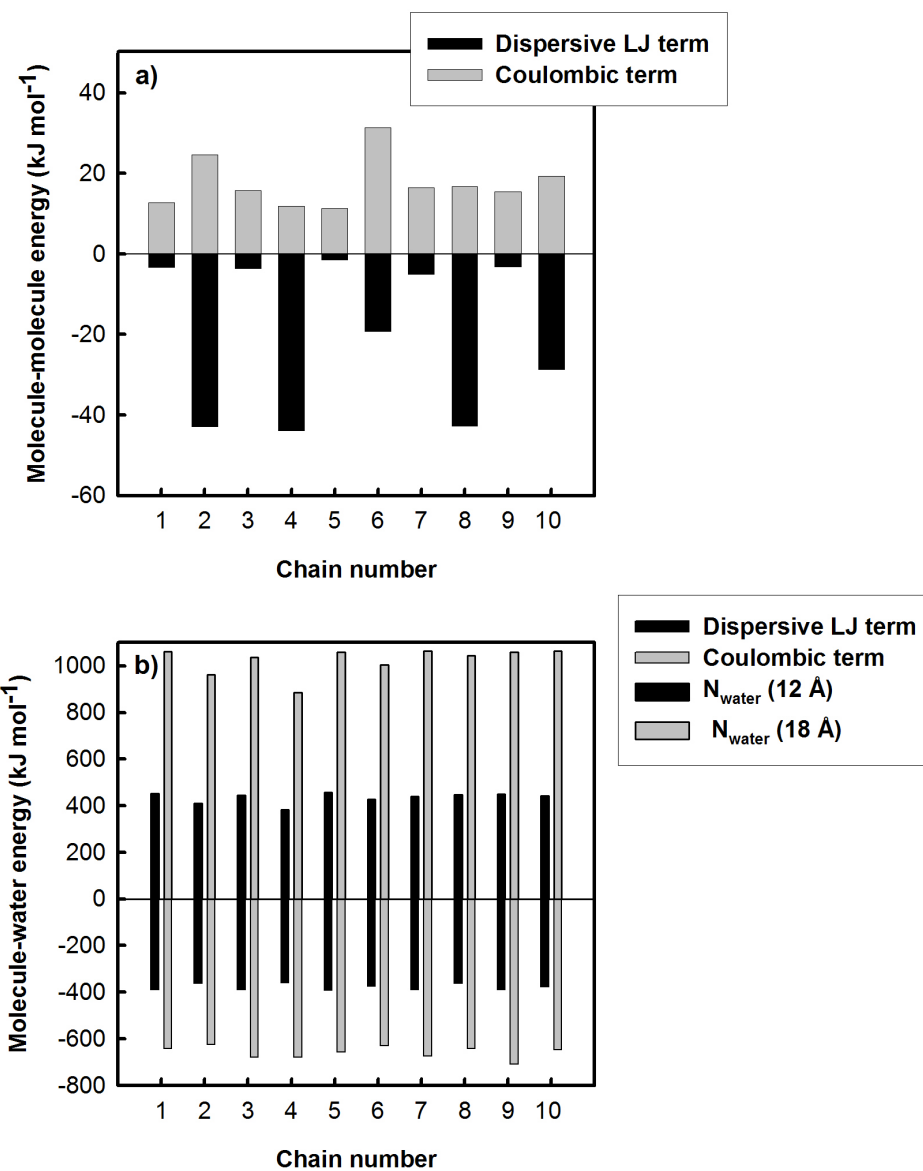 Dispersive LJ term
Coulombic term
a)
Molecule-molecule energy (kJ mol⁻¹)
40
20
0
-20
-40
-60
1 2 3 4 5 6 7 8 9 10
Chain number
Dispersive LJ term
Coulombic term
N_water (12 Å)
N_water (18 Å)
b)
Molecule-water energy (kJ mol⁻¹)
1000
800
600
400
200
0
-200
-400
-600
-800
1 2 3 4 5 6 7 8 9 10
Chain number